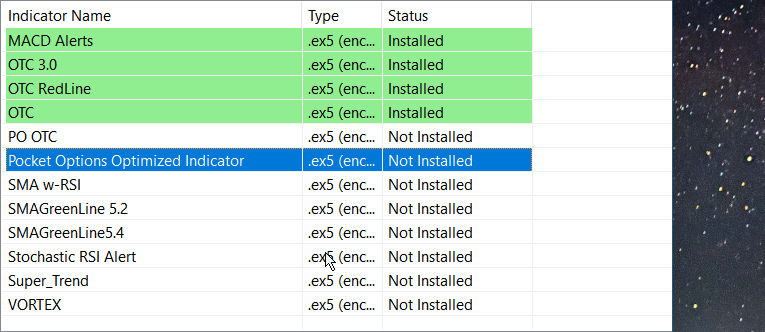 Indicator Name Type Status
MACD Alerts .ex5 (enc... Installed
OTC 3.0 .ex5 (enc... Installed
OTC RedLine .ex5 (enc... Installed
OTC .ex5 (enc... Installed
PO OTC .ex5 (enc... Not Installed
Pocket Options Optimized Indicator .ex5 (enc... Not Installed
SMA w-RSI .ex5 (enc... Not Installed
SMAGreenLine 5.2 .ex5 (enc... Not Installed
SMAGreenLine5.4 .ex5 (enc... Not Installed
Stochastic RSI Alert .ex5 (enc... Not Installed
Super_Trend .ex5 (enc... Not Installed
VORTEX .ex5 (enc... Not Installed